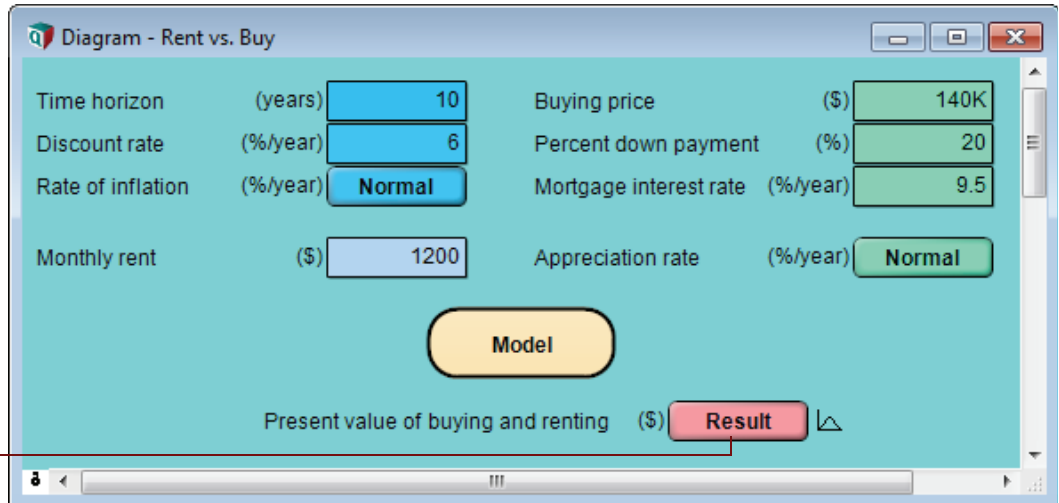 Diagram - Rent vs. Buy
Time horizon (years) 10 Buying price ($) 140K
Discount rate (%/year) 6 Percent down payment (%) 20
Rate of inflation (%/year) Normal Mortgage interest rate (%/year) 9.5
Monthly rent ($) 1200 Appreciation rate (%/year) Normal
Model
Present value of buying and renting ($) Result